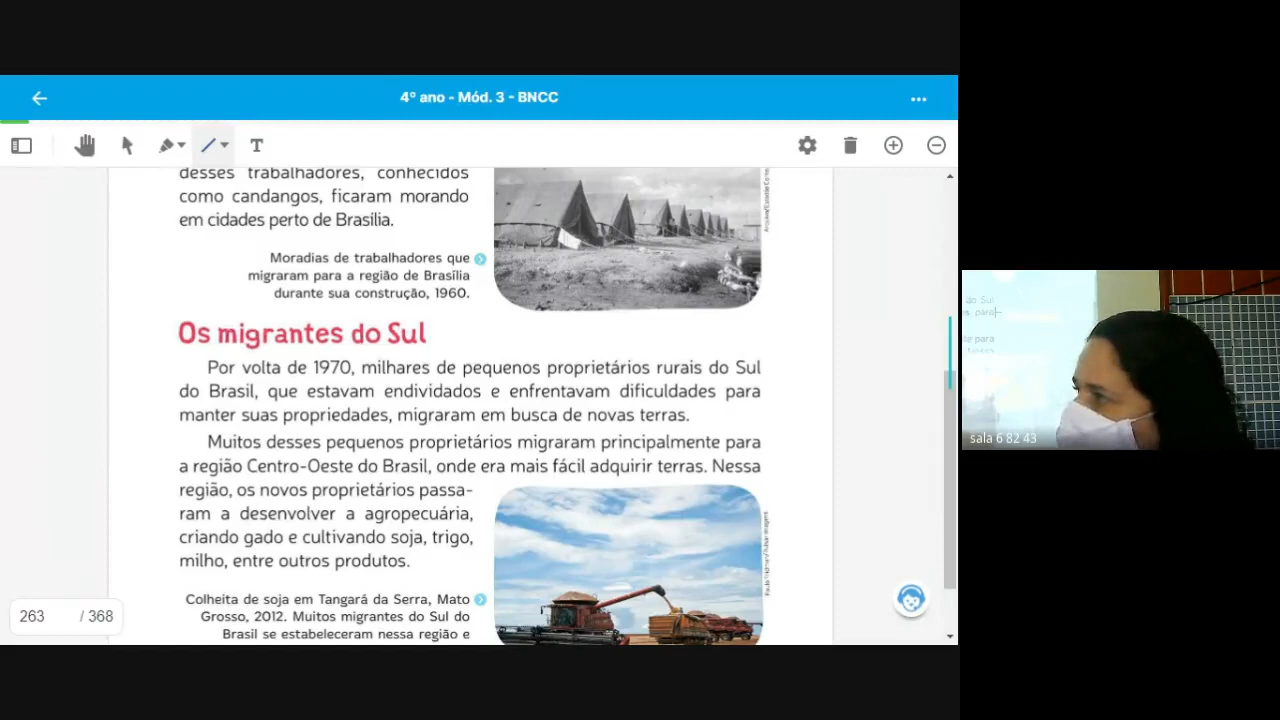 4º ano - Mód. 3 - BNCC
T
desses trabalhadores, conhecidos
como candangos, ficaram morando
em cidades perto de Brasília.
Moradias de trabalhadores que
migraram para a região de Brasília
durante sua construção, 1960.
Os migrantes do Sul
Por volta de 1970, milhares de pequenos proprietários rurais do Sul
do Brasil, que estavam endividados e enfrentavam dificuldades para
manter suas propriedades, migraram em busca de novas terras.
Muitos desses pequenos proprietários migraram principalmente para
a região Centro-Oeste do Brasil, onde era mais fácil adquirir terras. Nessa
região, os novos proprietários passa-
ram a desenvolver a agropecuária,
criando gado e cultivando soja, trigo,
milho, entre outros produtos.
Colheita de soja em Tangará da Serra, Mato
Grosso, 2012. Muitos migrantes do Sul do
Brasil se estabeleceram nessa região e
263 / 368
do Sul
para
para
sala 6 82 43